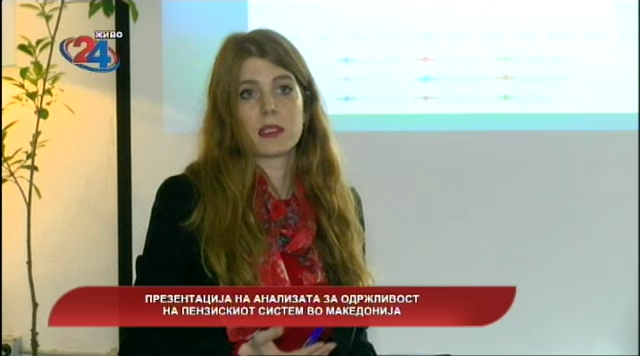 ЖИВО
24
ПРЕЗЕНТАЦИЈА НА АНАЛИЗАТА ЗА ОДРЖЛИВОСТ
НА ПЕНЗИСКИОТ СИСТЕМ ВО МАКЕДОНИЈА